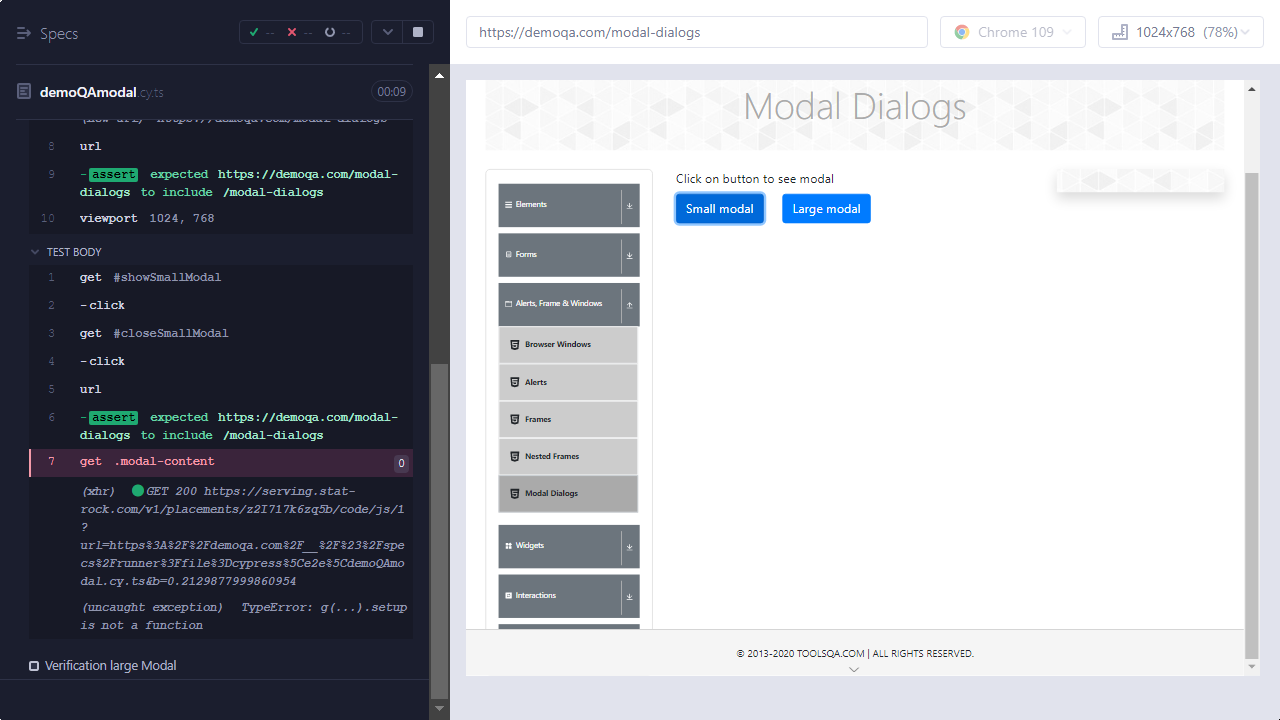 Specs
-- -- --
https://demoqa.com/modal-dialogs
Chrome 109
1024x768 (78%)
demoQAmodal.cy.ts
00:09
(new url) https://demoqa.com/modal-dialogs
8 url
9 -assert expected https://demoqa.com/modal-
dialogs to include /modal-dialogs
10 viewport 1024, 768
TEST BODY
1 get #showSmallModal
2 -click
3 get #closeSmallModal
4 -click
5 url
6 -assert expected https://demoqa.com/modal-
dialogs to include /modal-dialogs
7 get .modal-content 0
(xhr) GET 200 https://serving.stat-
rock.com/v1/placements/z2I717k6zq5b/code/js/1
?
url=https%3A%2F%2Fdemoqa.com%2F__%2F%23%2Fspe
cs%2Frunner%3Ffile%3Dcypress%5Ce2e%5CdemoQAmo
dal.cy.ts&b=0.2129877999860954
(uncaught exception) TypeError: g(...).setup
is not a function
Verification large Modal
Modal Dialogs
Elements
Forms
Alerts, Frame & Windows
Browser Windows
Alerts
Frames
Nested Frames
Modal Dialogs
Widgets
Interactions
Click on button to see modal
Small modal
Large modal
© 2013-2020 TOOLSQA.COM | ALL RIGHTS RESERVED.